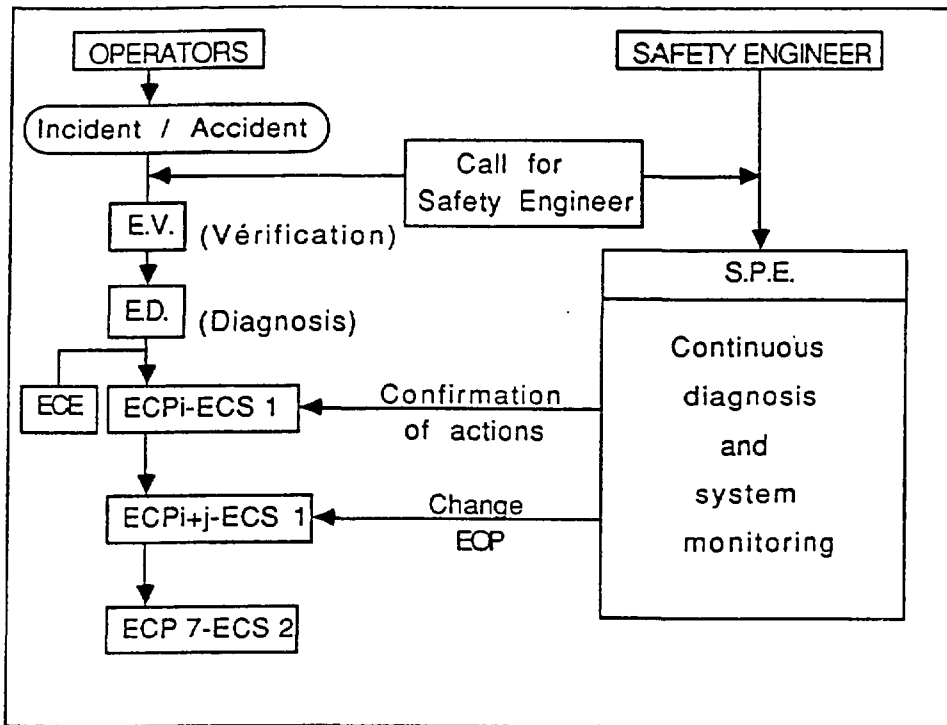 OPERATORS
SAFETY ENGINEER
Incident / Accident
Call for
Safety Engineer
E.V. (Vérification)
S.P.E.
E.D. (Diagnosis)
Continuous
diagnosis
and
system
monitoring
ECE
ECPi-ECS 1
Confirmation
of actions
ECPi+j-ECS 1
Change
EOP
ECP 7-ECS 2